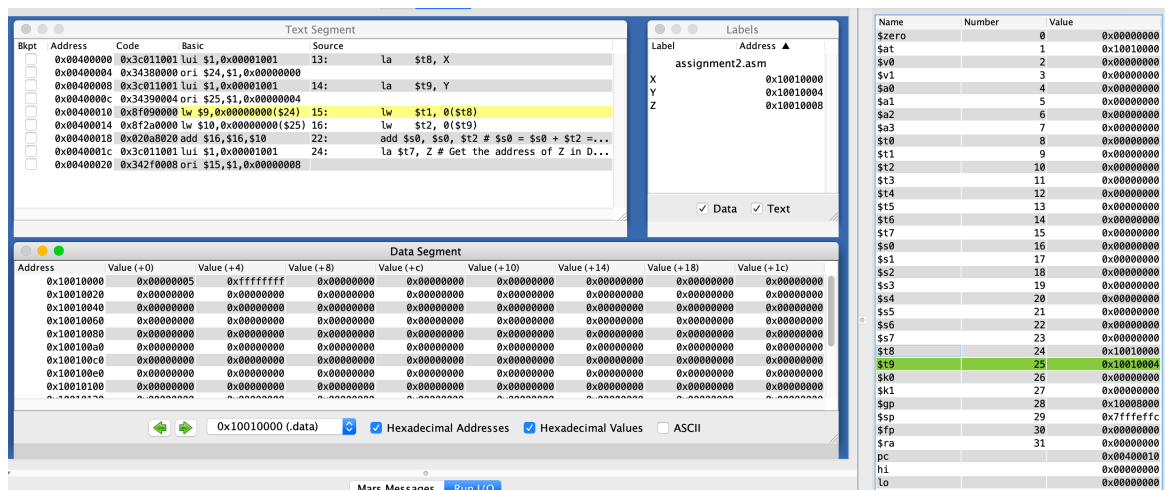 Text Segment
Bkpt Address Code Basic Source
0x00400000 0x3c011001 lui $1,0x00001001 13: la $t8, X
0x00400004 0x34380000 ori $24,$1,0x00000000
0x00400008 0x3c011001 lui $1,0x00001001 14: la $t9, Y
0x0040000c 0x34390004 ori $25,$1,0x00000004
0x00400010 0x8f090000 lw $9,0x00000000($24) 15: lw $t1, 0($t8)
0x00400014 0x8f2a0000 lw $10,0x00000000($25) 16: lw $t2, 0($t9)
0x00400018 0x020a8020 add $16,$16,$10 22: add $s0, $s0, $t2 # $s0 = $s0 + $t2 =...
0x0040001c 0x3c011001 lui $1,0x00001001 24: la $t7, Z # Get the address of Z in D...
0x00400020 0x342f0008 ori $15,$1,0x00000008
Labels
Label Address ▲
assignment2.asm
X 0x10010000
Y 0x10010004
Z 0x10010008
Data Text
Data Segment
Address Value (+0) Value (+4) Value (+8) Value (+c) Value (+10) Value (+14) Value (+18) Value (+1c)
0x10010000 0x00000005 0xffffffff 0x00000000 0x00000000 0x00000000 0x00000000 0x00000000 0x00000000
0x10010020 0x00000000 0x00000000 0x00000000 0x00000000 0x00000000 0x00000000 0x00000000 0x00000000
0x10010040 0x00000000 0x00000000 0x00000000 0x00000000 0x00000000 0x00000000 0x00000000 0x00000000
0x10010060 0x00000000 0x00000000 0x00000000 0x00000000 0x00000000 0x00000000 0x00000000 0x00000000
0x10010080 0x00000000 0x00000000 0x00000000 0x00000000 0x00000000 0x00000000 0x00000000 0x00000000
0x100100a0 0x00000000 0x00000000 0x00000000 0x00000000 0x00000000 0x00000000 0x00000000 0x00000000
0x100100c0 0x00000000 0x00000000 0x00000000 0x00000000 0x00000000 0x00000000 0x00000000 0x00000000
0x100100e0 0x00000000 0x00000000 0x00000000 0x00000000 0x00000000 0x00000000 0x00000000 0x00000000
0x10010100 0x00000000 0x00000000 0x00000000 0x00000000 0x00000000 0x00000000 0x00000000 0x00000000
0x10010000 (.data) Hexadecimal Addresses Hexadecimal Values ASCII
Mars Messages Run I/O
Name Number Value
$zero 0 0x00000000
$at 1 0x10010000
$v0 2 0x00000000
$v1 3 0x00000000
$a0 4 0x00000000
$a1 5 0x00000000
$a2 6 0x00000000
$a3 7 0x00000000
$t0 8 0x00000000
$t1 9 0x00000000
$t2 10 0x00000000
$t3 11 0x00000000
$t4 12 0x00000000
$t5 13 0x00000000
$t6 14 0x00000000
$t7 15 0x00000000
$s0 16 0x00000000
$s1 17 0x00000000
$s2 18 0x00000000
$s3 19 0x00000000
$s4 20 0x00000000
$s5 21 0x00000000
$s6 22 0x00000000
$s7 23 0x00000000
$t8 24 0x10010000
$t9 25 0x10010004
$k0 26 0x00000000
$k1 27 0x00000000
$gp 28 0x10008000
$sp 29 0x7fffeffc
$fp 30 0x00000000
$ra 31 0x00000000
pc 0x00400010
hi 0x00000000
lo 0x00000000